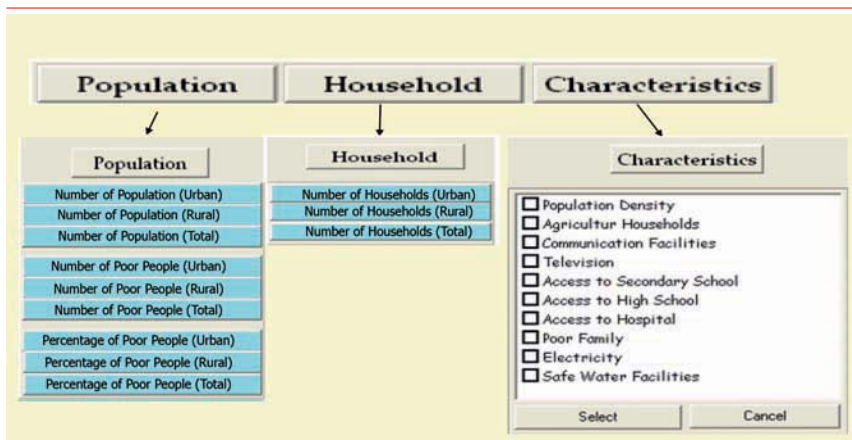 Population
Household
Characteristics
Population
Number of Population (Urban)
Number of Population (Rural)
Number of Population (Total)
Number of Poor People (Urban)
Number of Poor People (Rural)
Number of Poor People (Total)
Percentage of Poor People (Urban)
Percentage of Poor People (Rural)
Percentage of Poor People (Total)
Household
Number of Households (Urban)
Number of Households (Rural)
Number of Households (Total)
Characteristics
Population Density
Agricultur Households
Communication Facilities
Television
Access to Secondary School
Access to High School
Access to Hospital
Poor Family
Electricity
Safe Water Facilities
Select
Cancel